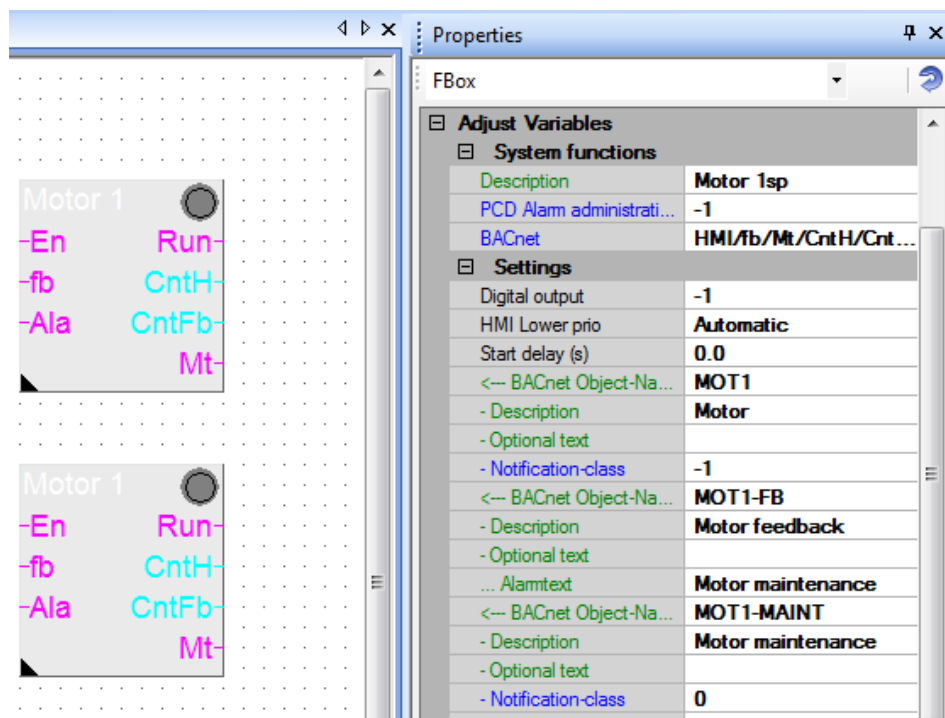 Properties
FBox
Adjust Variables
System functions
Description Motor 1sp
PCD Alarm administrati... -1
BACnet HMI/fb/Mt/CntH/Cnt...
Settings
Digital output -1
HMI Lower prio Automatic
Start delay (s) 0.0
<--- BACnet Object-Na... MOT1
- Description Motor
- Optional text
- Notification-class -1
<--- BACnet Object-Na... MOT1-FB
- Description Motor feedback
- Optional text
... Alarmtext Motor maintenance
<--- BACnet Object-Na... MOT1-MAINT
- Description Motor maintenance
- Optional text
- Notification-class 0
Motor 1
En Run
fb CntH
Ala CntFb
Mt
Motor 1
En Run
fb CntH
Ala CntFb
Mt